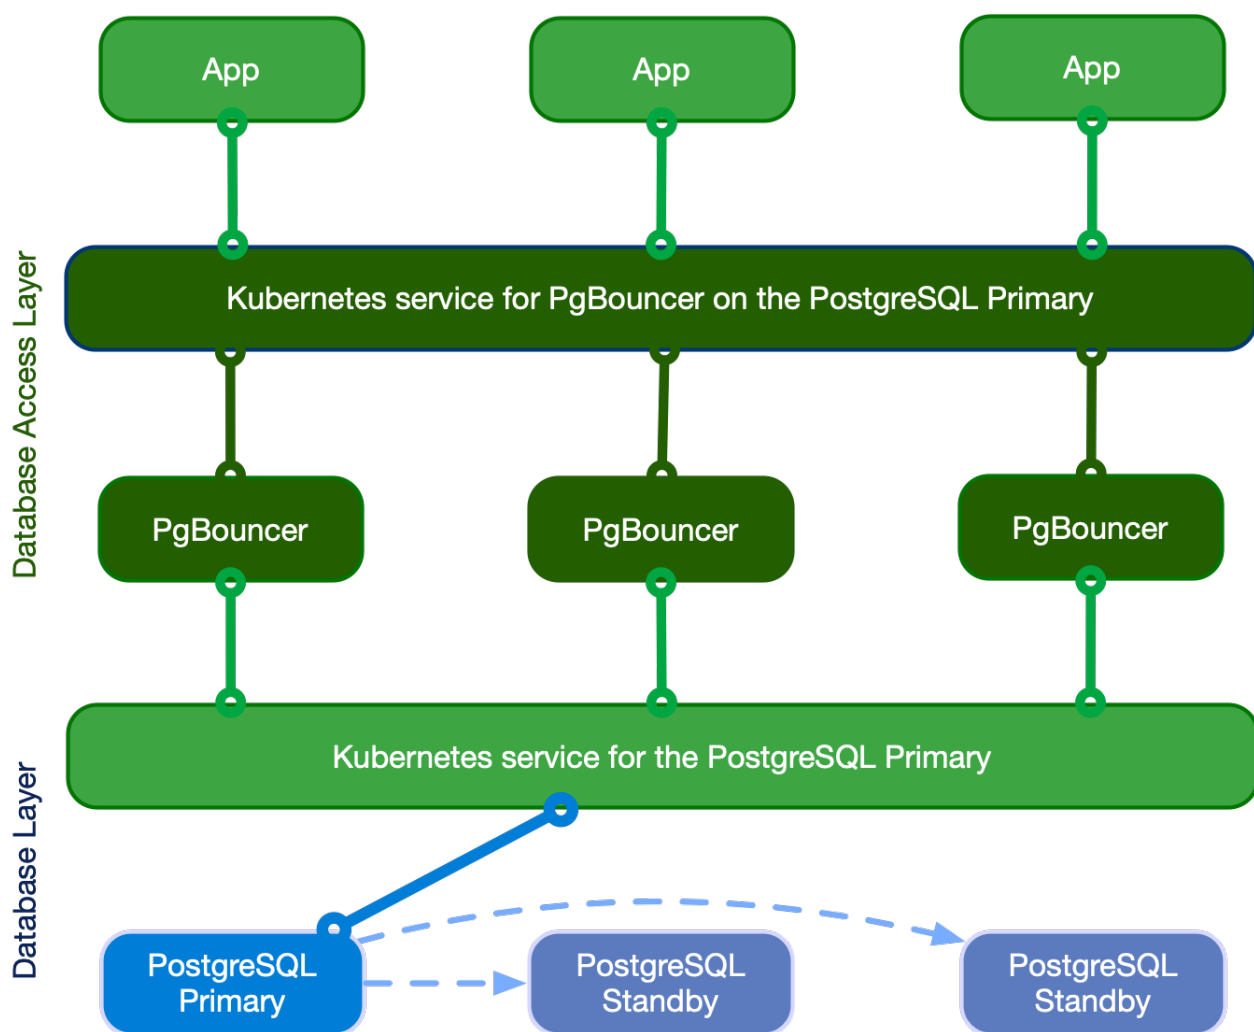 App
App
App
Database Access Layer
Kubernetes service for PgBouncer on the PostgreSQL Primary
PgBouncer
PgBouncer
PgBouncer
Database Layer
Kubernetes service for the PostgreSQL Primary
PostgreSQL
Primary
PostgreSQL
Standby
PostgreSQL
Standby